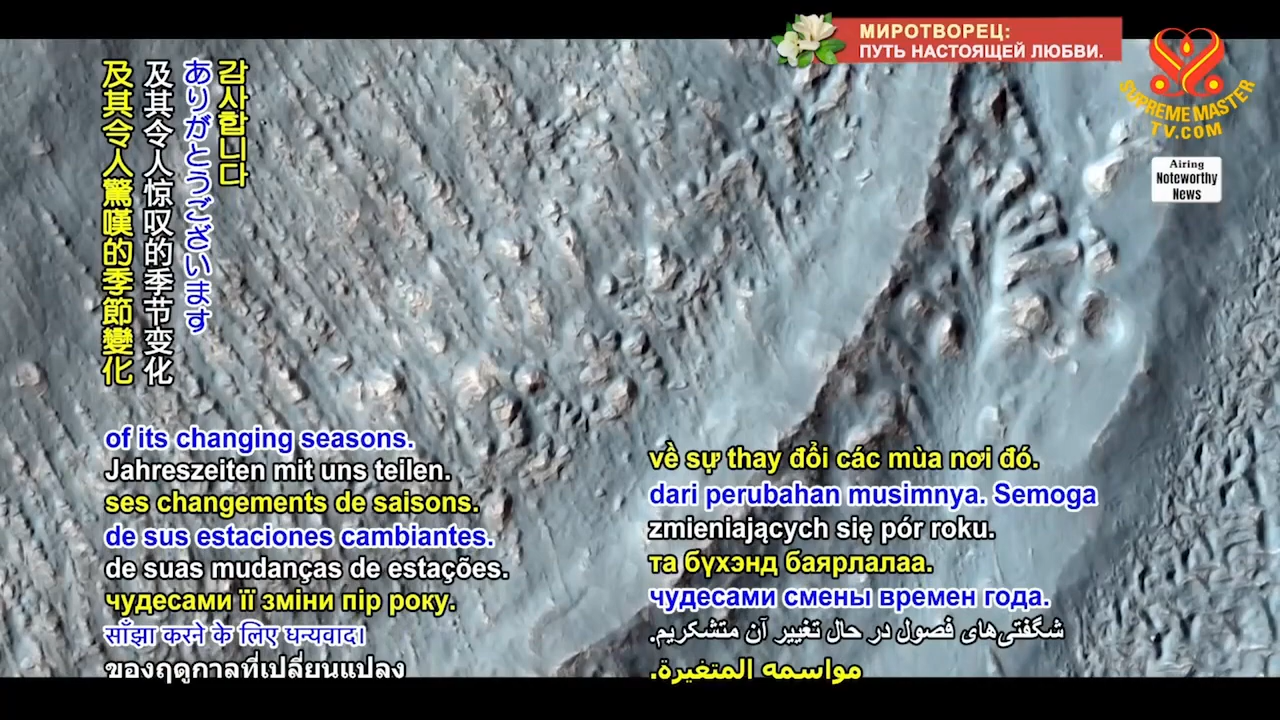 МИРОТВОРЕЦ:
ПУТЬ НАСТОЯЩЕЙ ЛЮБВИ.
SUPREME MASTER
TV.COM
Airing
Noteworthy
News
감사합니다
ありがとうございます
及其令人惊叹的季节变化
及其令人驚嘆的季節變化
of its changing seasons.
Jahreszeiten mit uns teilen.
ses changements de saisons.
de sus estaciones cambiantes.
de suas mudanças de estações.
чудесами її зміни пір року.
साँझा करने के लिए धन्यवाद।
ของฤดูกาลที่เปลี่ยนแปลง
về sự thay đổi các mùa nơi đó.
dari perubahan musimnya. Semoga
zmieniających się pór roku.
та бүхэнд баярлалаа.
чудесами смены времен года.
شگفتی‌های فصول در حال تغییر آن متشکریم.
مواسمه المتغيرة.